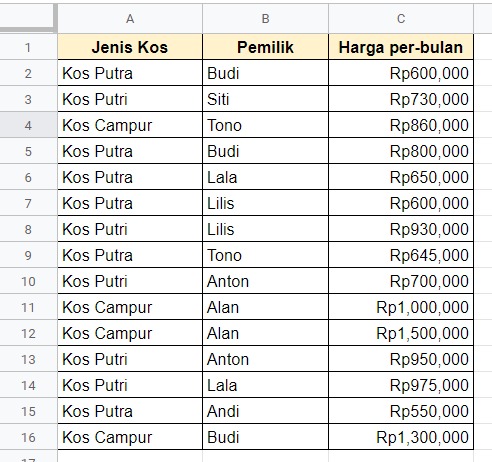 A B C
1 Jenis Kos Pemilik Harga per-bulan
2 Kos Putra Budi Rp600,000
3 Kos Putri Siti Rp730,000
4 Kos Campur Tono Rp860,000
5 Kos Putra Budi Rp800,000
6 Kos Putra Lala Rp650,000
7 Kos Putra Lilis Rp600,000
8 Kos Putri Lilis Rp930,000
9 Kos Putra Tono Rp645,000
10 Kos Putri Anton Rp700,000
11 Kos Campur Alan Rp1,000,000
12 Kos Campur Alan Rp1,500,000
13 Kos Putri Anton Rp950,000
14 Kos Putri Lala Rp975,000
15 Kos Putra Andi Rp550,000
16 Kos Campur Budi Rp1,300,000